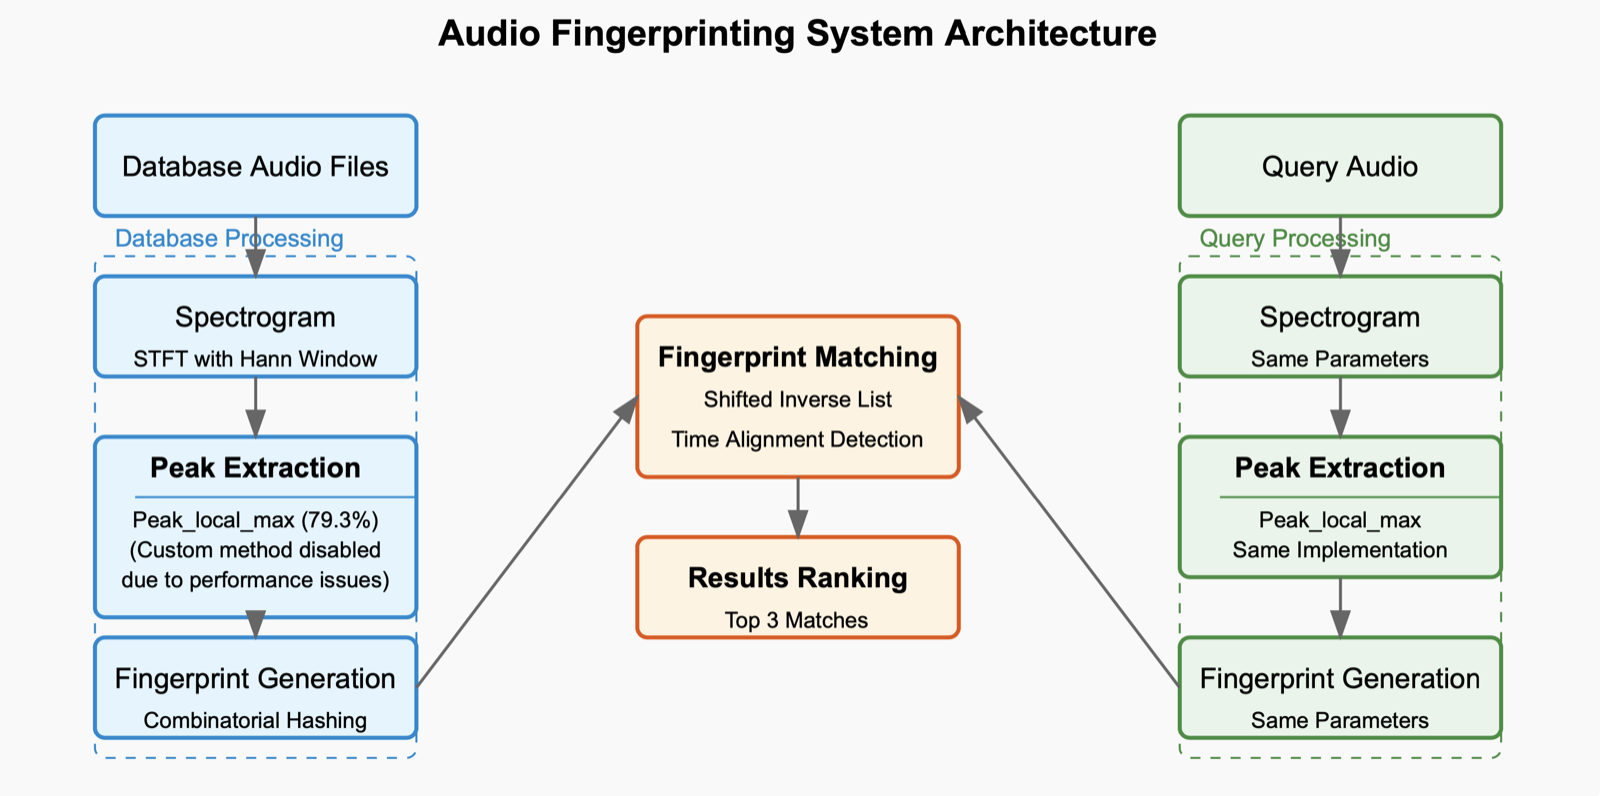 Audio Fingerprinting System Architecture
Database Audio Files
Database Processing
Spectrogram
STFT with Hann Window
Peak Extraction
Peak_local_max (79.3%)
(Custom method disabled
due to performance issues)
Fingerprint Generation
Combinatorial Hashing
Fingerprint Matching
Shifted Inverse List
Time Alignment Detection
Results Ranking
Top 3 Matches
Query Audio
Query Processing
Spectrogram
Same Parameters
Peak Extraction
Peak_local_max
Same Implementation
Fingerprint Generation
Same Parameters